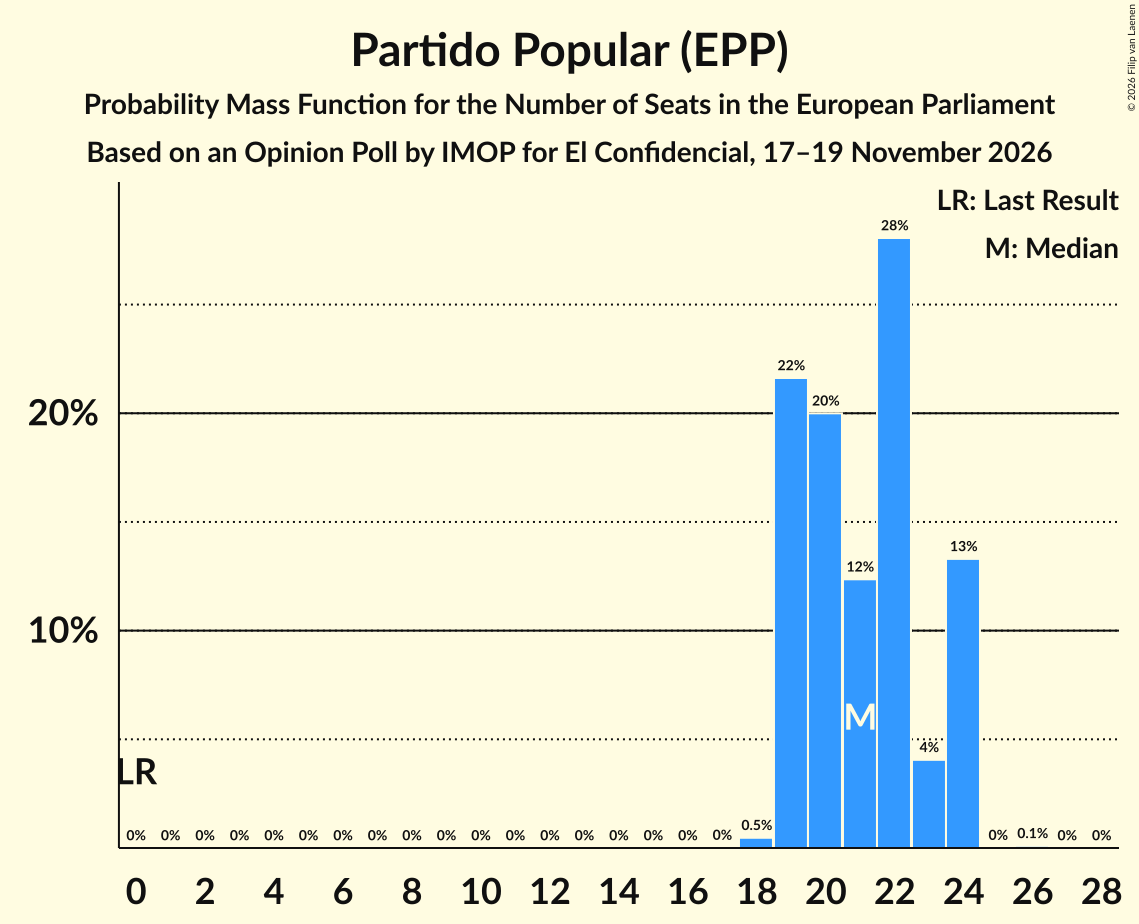 Partido Popular (EPP)
Probability Mass Function for the Number of Seats in the European Parliament
Based on an Opinion Poll by IMOP for El Confidencial, 17–19 November 2026
© 2026 Filip van Laenen
LR: Last Result
M: Median
28%
22%
20%
20%
13%
12%
10%
M
4%
LR
0% 0% 0% 0% 0% 0% 0% 0% 0% 0% 0% 0% 0% 0% 0% 0% 0% 0% 0.5% 0% 0.1% 0% 0%
0 2 4 6 8 10 12 14 16 18 20 22 24 26 28